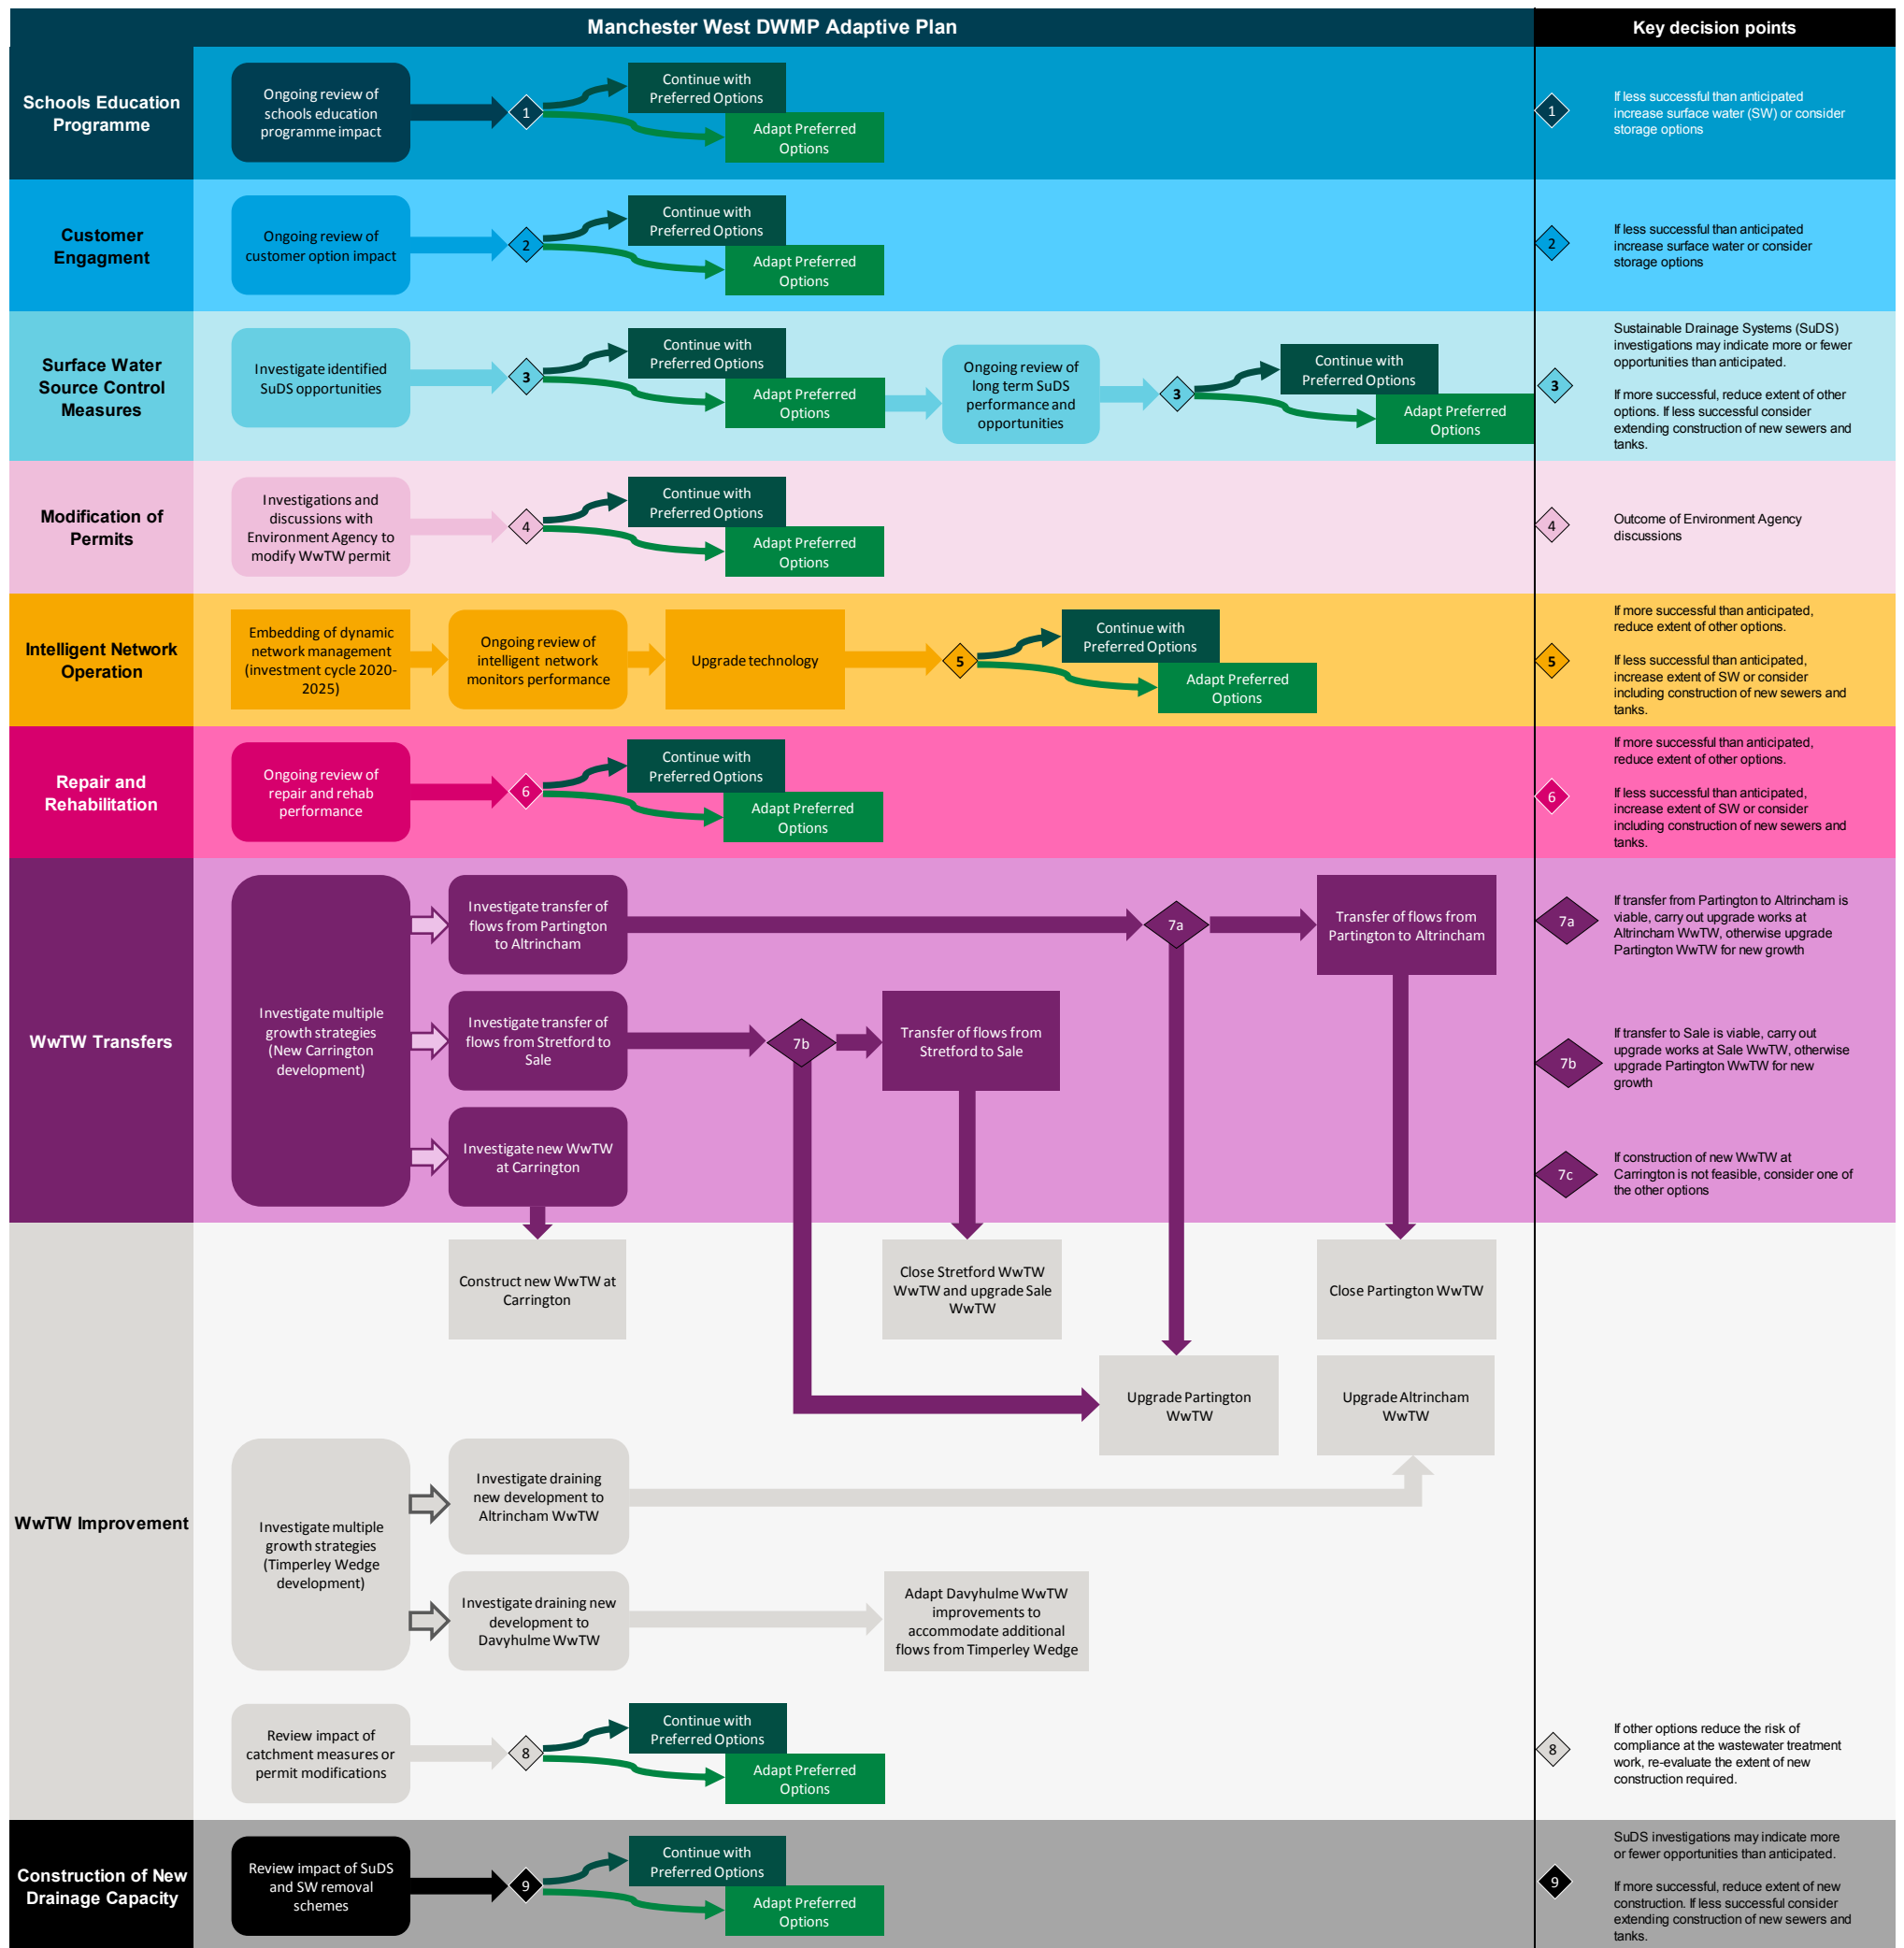 Manchester West DWMP Adaptive Plan
Key decision points
Schools Education
Programme
Ongoing review of
schools education
programme impact
1
Continue with
Preferred Options
Adapt Preferred
Options
1
If less successful than anticipated
increase surface water (SW) or consider
storage options
Customer
Engagment
Ongoing review of
customer option impact
2
Continue with
Preferred Options
Adapt Preferred
Options
2
If less successful than anticipated
increase surface water or consider
storage options
Surface Water
Source Control
Measures
Investigate identified
SuDS opportunities
3
Continue with
Preferred Options
Adapt Preferred
Options
Ongoing review of
long term SuDS
performance and
opportunities
3
Continue with
Preferred Options
Adapt Preferred
Options
3
Sustainable Drainage Systems (SuDS)
investigations may indicate more or fewer
opportunities than anticipated.
If more successful, reduce extent of other
options. If less successful consider
extending construction of new sewers and
tanks.
Modification of
Permits
Investigations and
discussions with
Environment Agency to
modify WwTW permit
4
Continue with
Preferred Options
Adapt Preferred
Options
4
Outcome of Environment Agency
discussions
Intelligent Network
Operation
Embedding of dynamic
network management
(investment cycle 2020-
2025)
Ongoing review of
intelligent network
monitors performance
Upgrade technology
5
Continue with
Preferred Options
Adapt Preferred
Options
5
If more successful than anticipated,
reduce extent of other options.
If less successful than anticipated,
increase extent of SW or consider
including construction of new sewers and
tanks.
Repair and
Rehabilitation
Ongoing review of
repair and rehab
performance
6
Continue with
Preferred Options
Adapt Preferred
Options
6
If more successful than anticipated,
reduce extent of other options.
If less successful than anticipated,
increase extent of SW or consider
including construction of new sewers and
tanks.
WwTW Transfers
Investigate multiple
growth strategies
(New Carrington
development)
Investigate transfer of
flows from Partington
to Altrincham
7a
Transfer of flows from
Partington to Altrincham
7a
If transfer from Partington to Altrincham is
viable, carry out upgrade works at
Altrincham WwTW, otherwise upgrade
Partington WwTW for new growth
Investigate transfer of
flows from Stretford to
Sale
7b
Transfer of flows from
Stretford to Sale
7b
If transfer to Sale is viable, carry out
upgrade works at Sale WwTW, otherwise
upgrade Partington WwTW for new
growth
Investigate new WwTW
at Carrington
7c
If construction of new WwTW at
Carrington is not feasible, consider one of
the other options
WwTW Improvement
Construct new WwTW at
Carrington
Close Stretford WwTW
WwTW and upgrade Sale
WwTW
Close Partington WwTW
Upgrade Partington
WwTW
Upgrade Altrincham
WwTW
Investigate multiple
growth strategies
(Timperley Wedge
development)
Investigate draining
new development to
Altrincham WwTW
Investigate draining new
development to
Davyhulme WwTW
Adapt Davyhulme WwTW
improvements to
accommodate additional
flows from Timperley Wedge
Review impact of
catchment measures or
permit modifications
8
Continue with
Preferred Options
Adapt Preferred
Options
8
If other options reduce the risk of
compliance at the wastewater treatment
work, re-evaluate the extent of new
construction required.
Construction of New
Drainage Capacity
Review impact of SuDS
and SW removal
schemes
9
Continue with
Preferred Options
Adapt Preferred
Options
9
SuDS investigations may indicate more
or fewer opportunities than anticipated.
If more successful, reduce extent of new
construction. If less successful consider
extending construction of new sewers and
tanks.